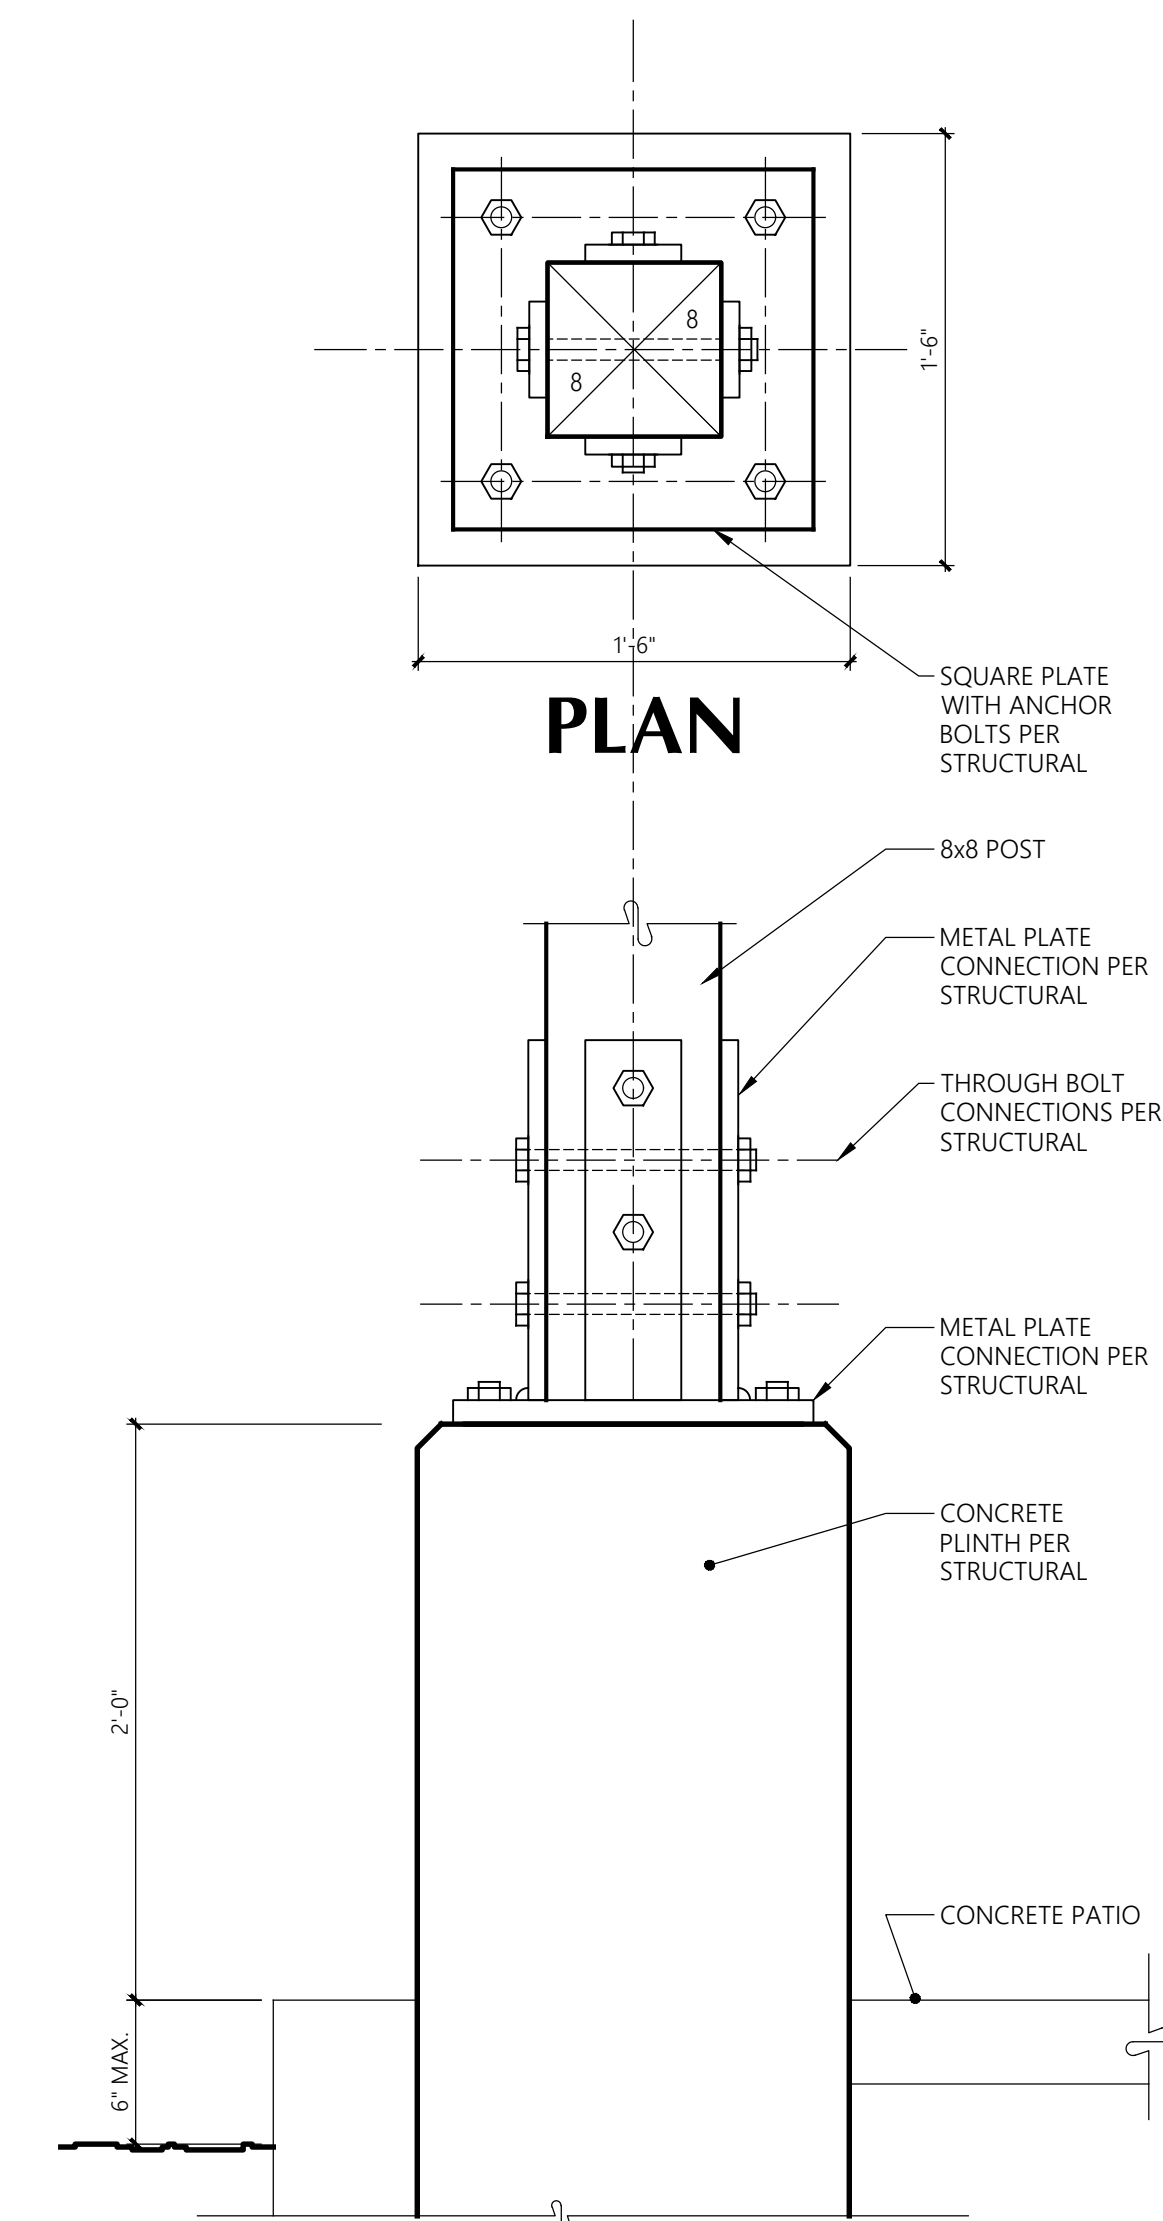 8
8
1'-6"
1'-6"
PLAN
SQUARE PLATE
WITH ANCHOR
BOLTS PER
STRUCTURAL
8x8 POST
METAL PLATE
CONNECTION PER
STRUCTURAL
THROUGH BOLT
CONNECTIONS PER
STRUCTURAL
METAL PLATE
CONNECTION PER
STRUCTURAL
CONCRETE
PLINTH PER
STRUCTURAL
2'-0"
CONCRETE PATIO
6" MAX.